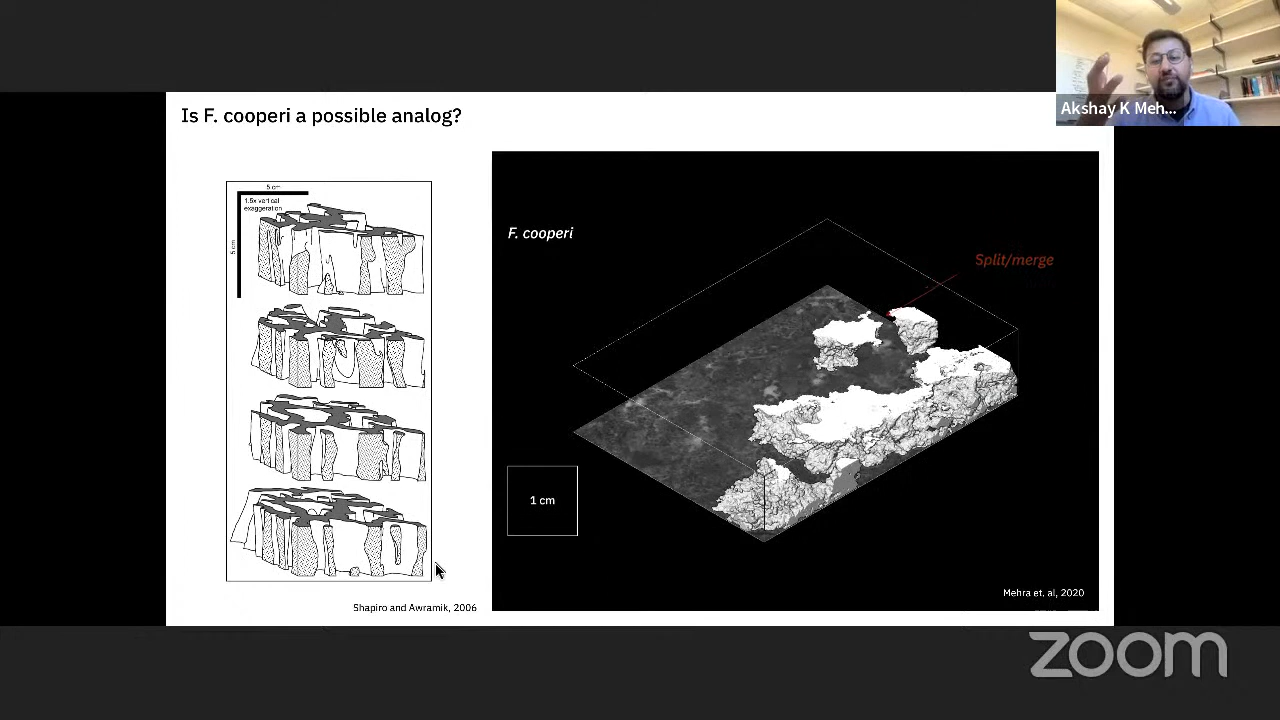 Akshay K Meh...
Is F. cooperi a possible analog?
5 cm
1.5x vertical
exaggeration
5 cm
F. cooperi
Split/merge
1 cm
Mehra et. al, 2020
Shapiro and Awramik, 2006
zoom